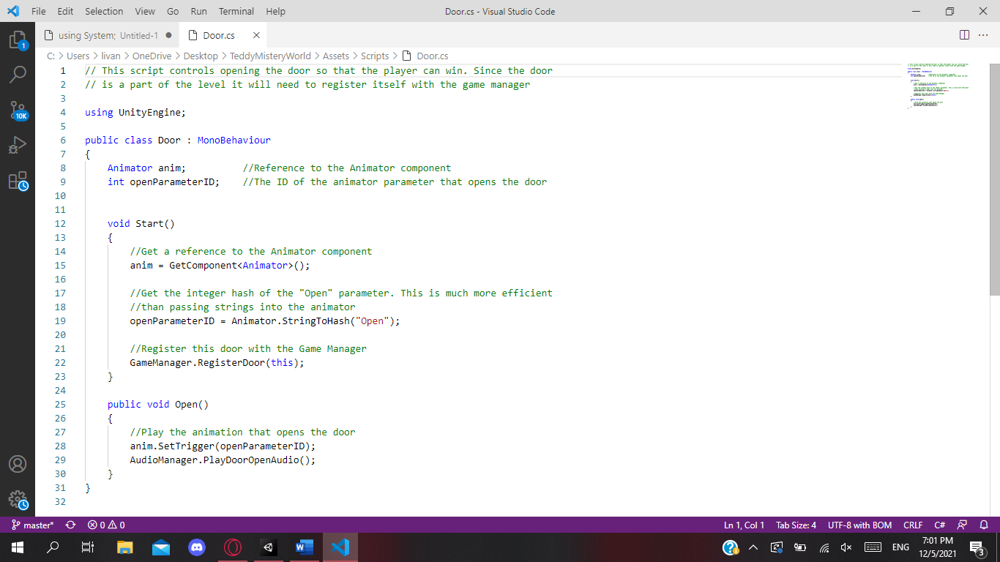 File Edit Selection View Go Run Terminal Help Door.cs - Visual Studio Code
using System; Untitled-1 Door.cs
C: > Users > livan > OneDrive > Desktop > TeddyMisteryWorld > Assets > Scripts > Door.cs
1
10K
1 // This script controls opening the door so that the player can win. Since the door
2 // is a part of the level it will need to register itself with the game manager
3
4 using UnityEngine;
5
6 public class Door : MonoBehaviour
7 {
8 Animator anim; //Reference to the Animator component
9 int openParameterID; //The ID of the animator parameter that opens the door
10
11
12 void Start()
13 {
14 //Get a reference to the Animator component
15 anim = GetComponent<Animator>();
16
17 //Get the integer hash of the "Open" parameter. This is much more efficient
18 //than passing strings into the animator
19 openParameterID = Animator.StringToHash("Open");
20
21 //Register this door with the Game Manager
22 GameManager.RegisterDoor(this);
23 }
24
25 public void Open()
26 {
27 //Play the animation that opens the door
28 anim.SetTrigger(openParameterID);
29 AudioManager.PlayDoorOpenAudio();
30 }
31 }
32
master* 0 0 Ln 1, Col 1 Tab Size: 4 UTF-8 with BOM CRLF C#
ENG 7:01 PM
12/5/2021 3